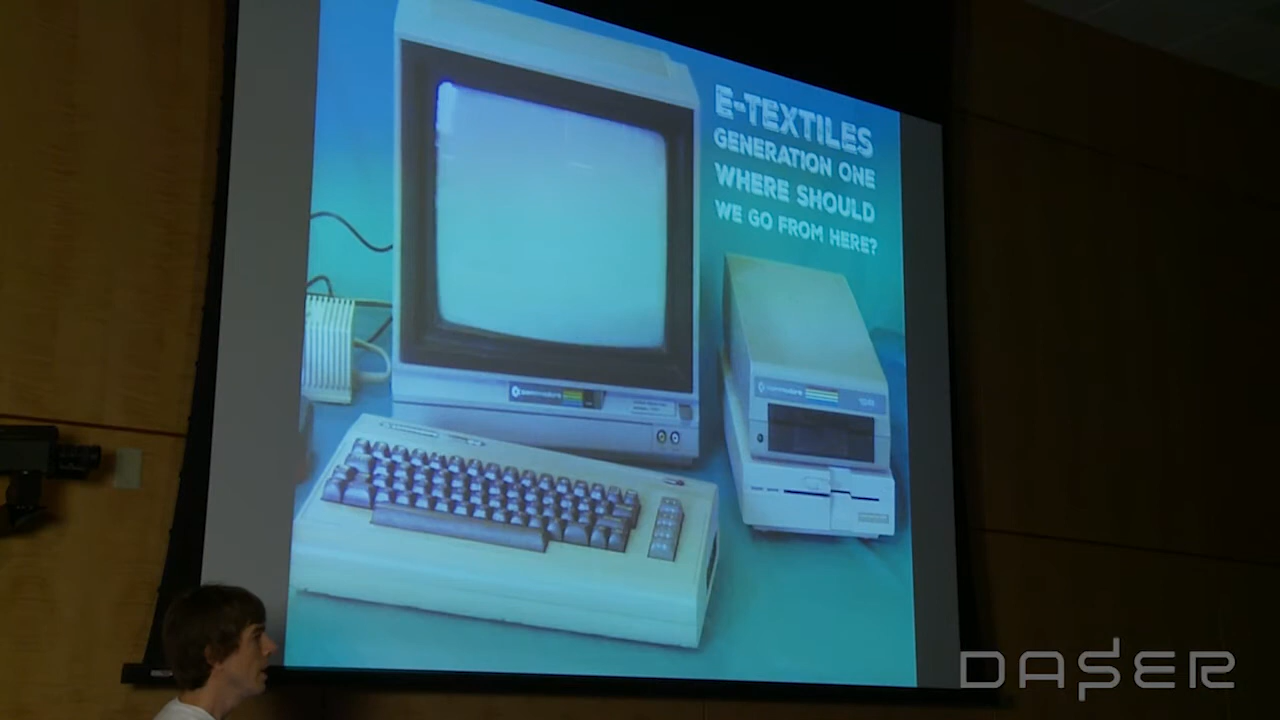 E-TEXTILES
GENERATION ONE
WHERE SHOULD
WE GO FROM HERE?
commodore
commodore
DASER